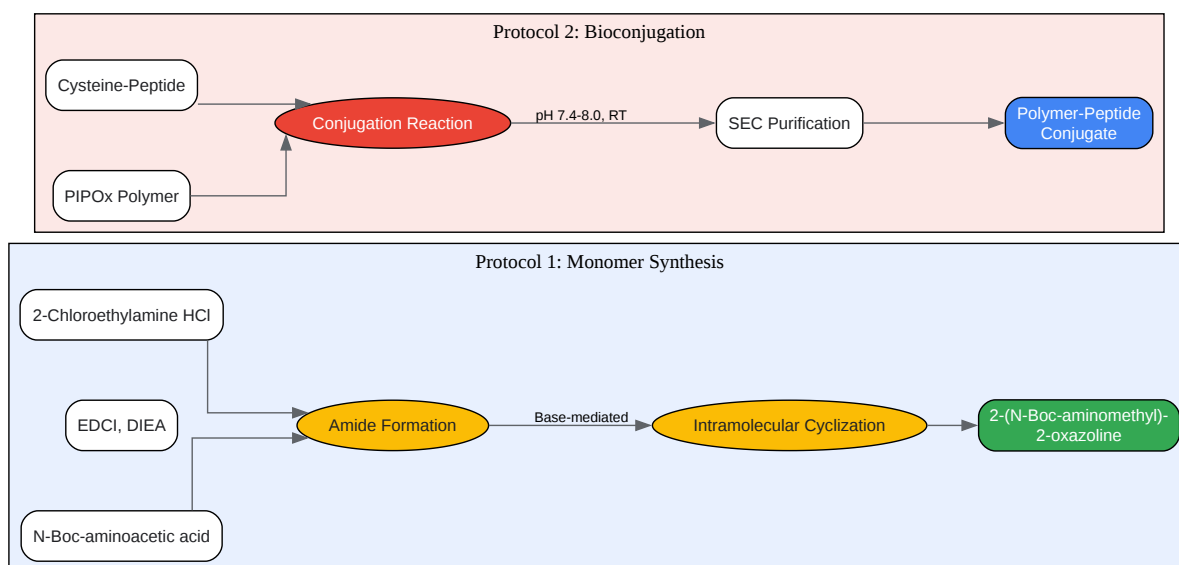 Protocol 2: Bioconjugation
Cysteine-Peptide
PIPOx Polymer
Conjugation Reaction
pH 7.4-8.0, RT
SEC Purification
Polymer-Peptide
Conjugate
Protocol 1: Monomer Synthesis
2-Chloroethylamine HCl
EDCI, DIEA
N-Boc-aminoacetic acid
Amide Formation
Base-mediated
Intramolecular Cyclization
2-(N-Boc-aminomethyl)-
2-oxazoline